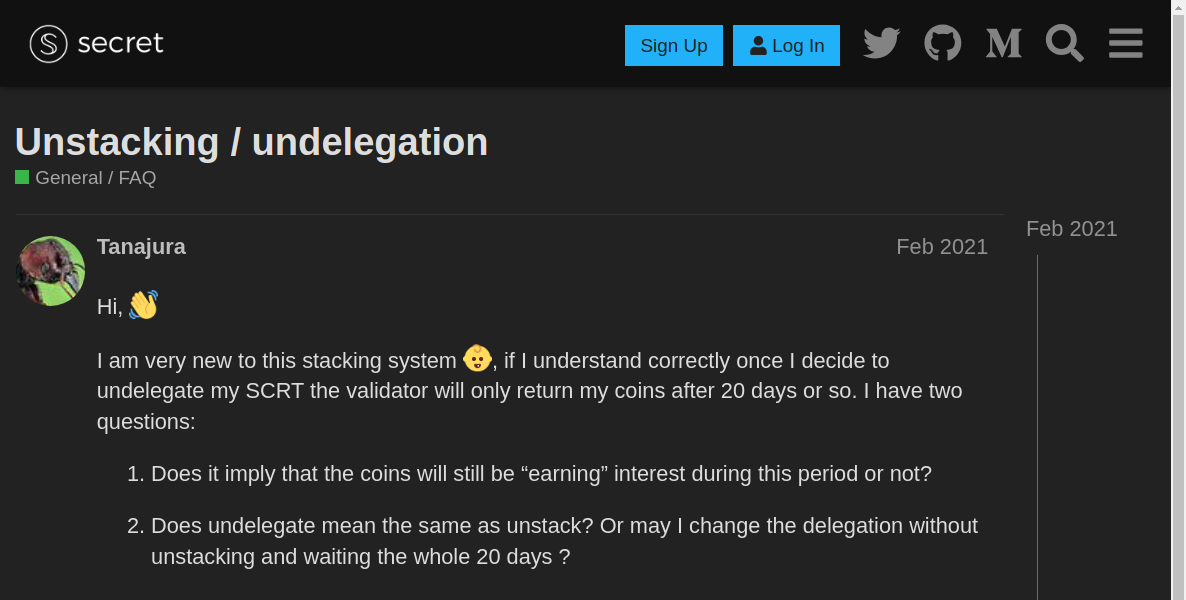 secret
Sign Up
Log In
Unstacking / undelegation
General / FAQ
Tanajura
Feb 2021
Feb 2021
Hi, 👋
I am very new to this stacking system 👶, if I understand correctly once I decide to
undelegate my SCRT the validator will only return my coins after 20 days or so. I have two
questions:
1. Does it imply that the coins will still be “earning” interest during this period or not?
2. Does undelegate mean the same as unstack? Or may I change the delegation without
unstacking and waiting the whole 20 days ?